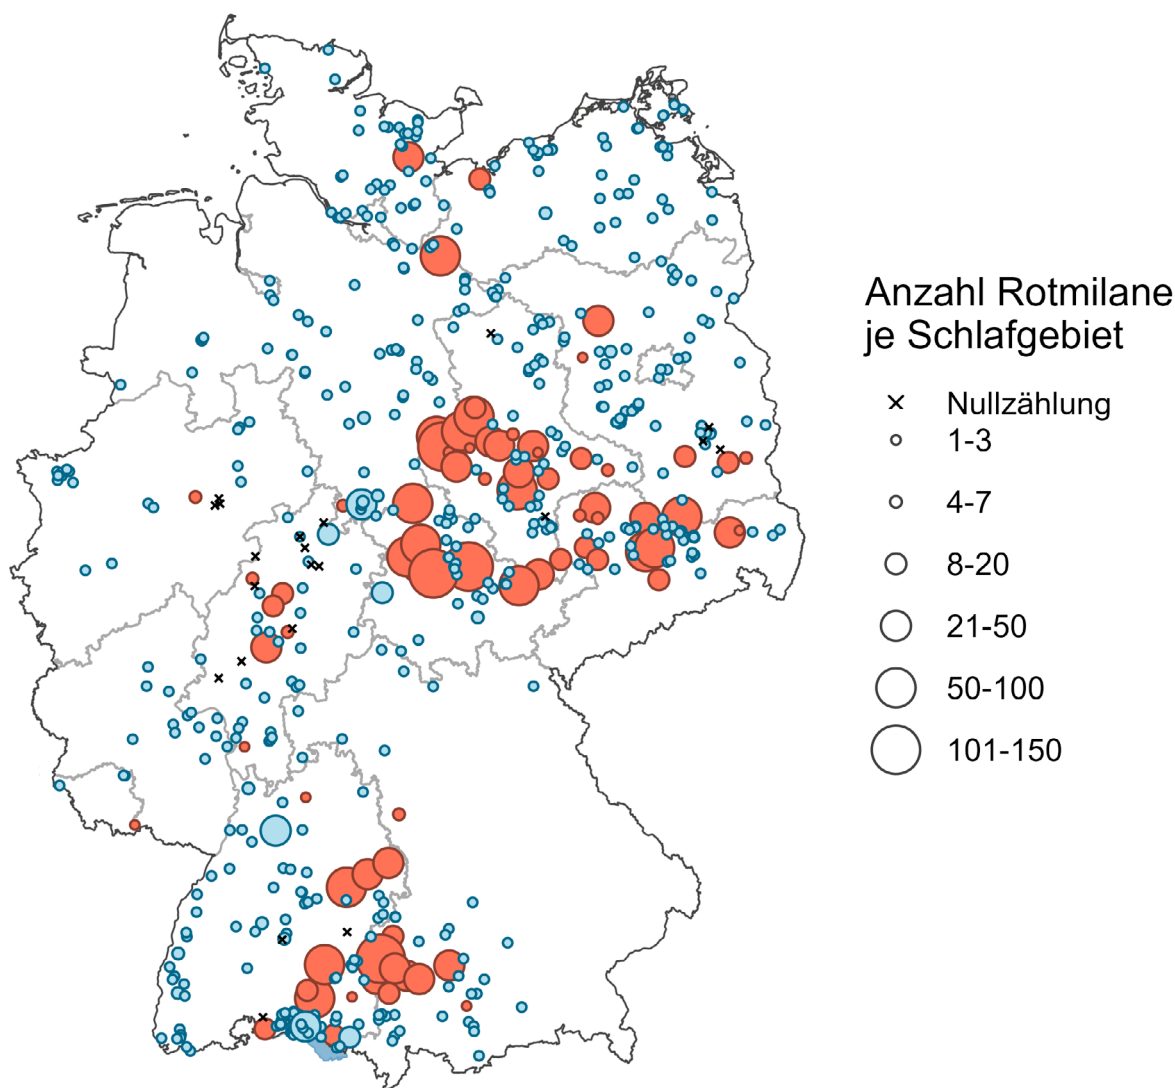 Anzahl Rotmilane
je Schlafgebiet
Nullzählung
1-3
4-7
8-20
21-50
50-100
101-150